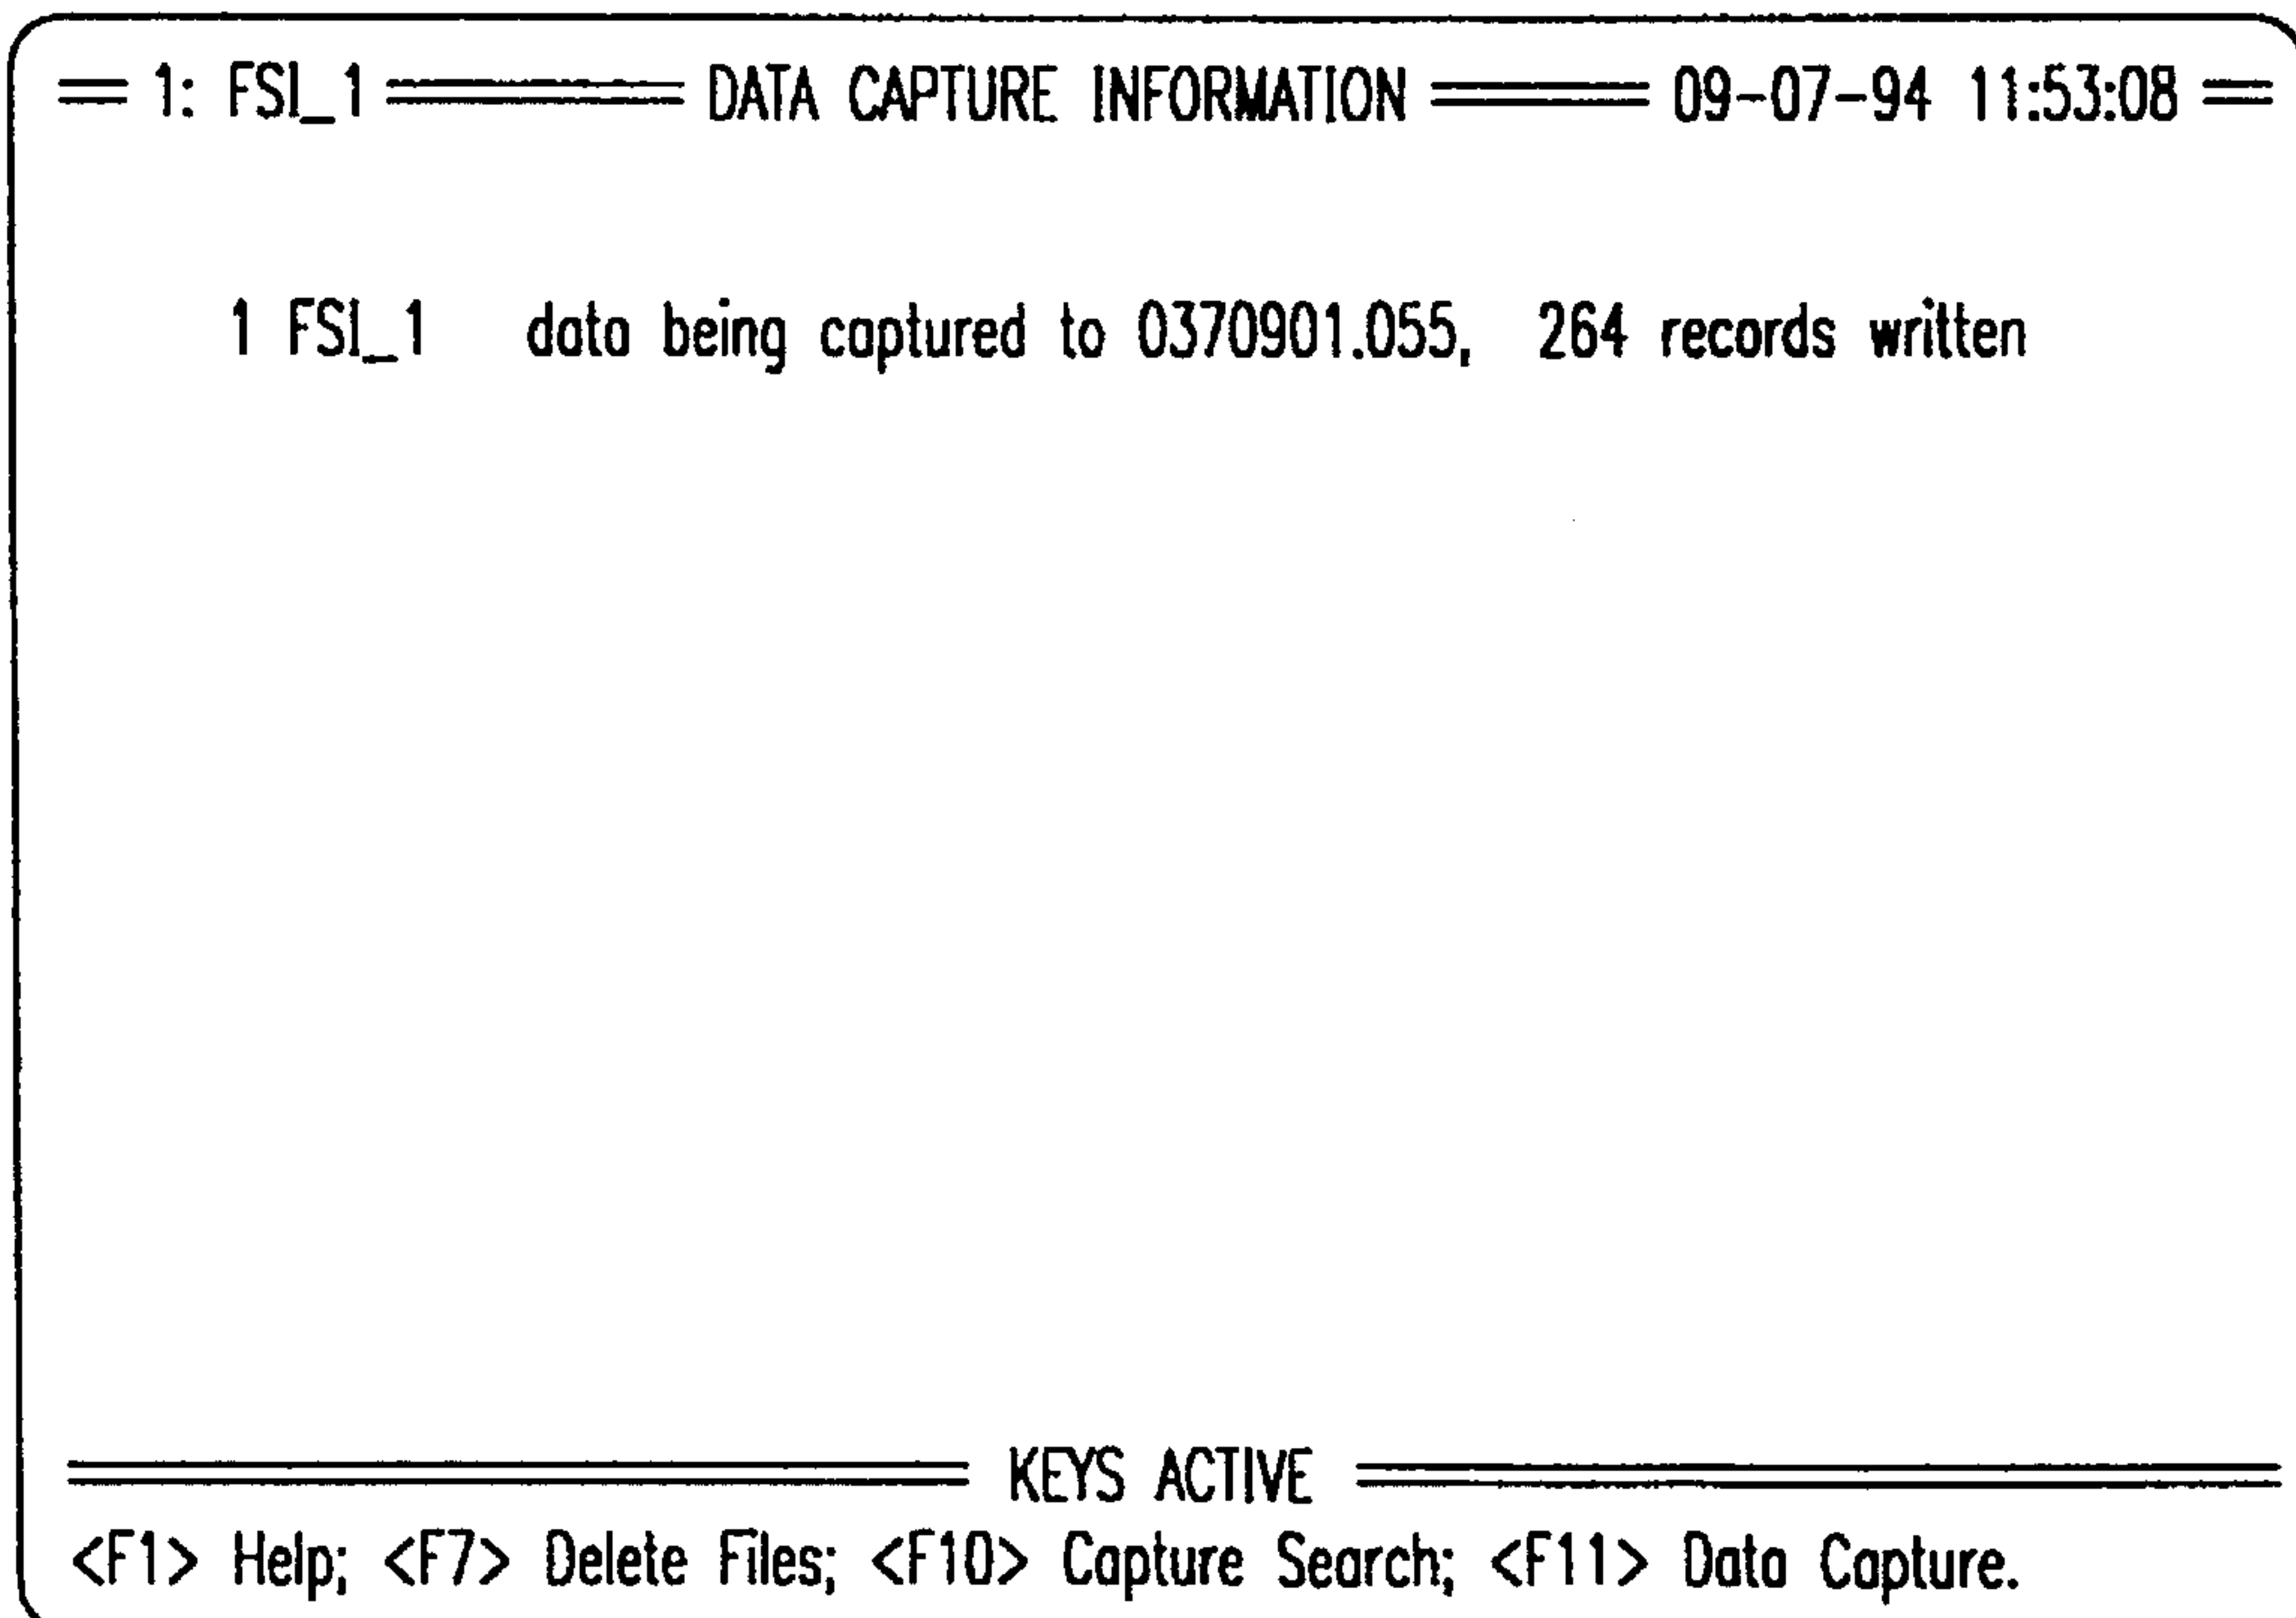 == 1: FSI_1 ======== DATA CAPTURE INFORMATION ====== 09-07-94 11:53:08 ==
1 FSI_1 data being captured to 0370901.055, 264 records written
KEYS ACTIVE
<F1> Help; <F7> Delete Files; <F10> Capture Search; <F11> Data Capture.